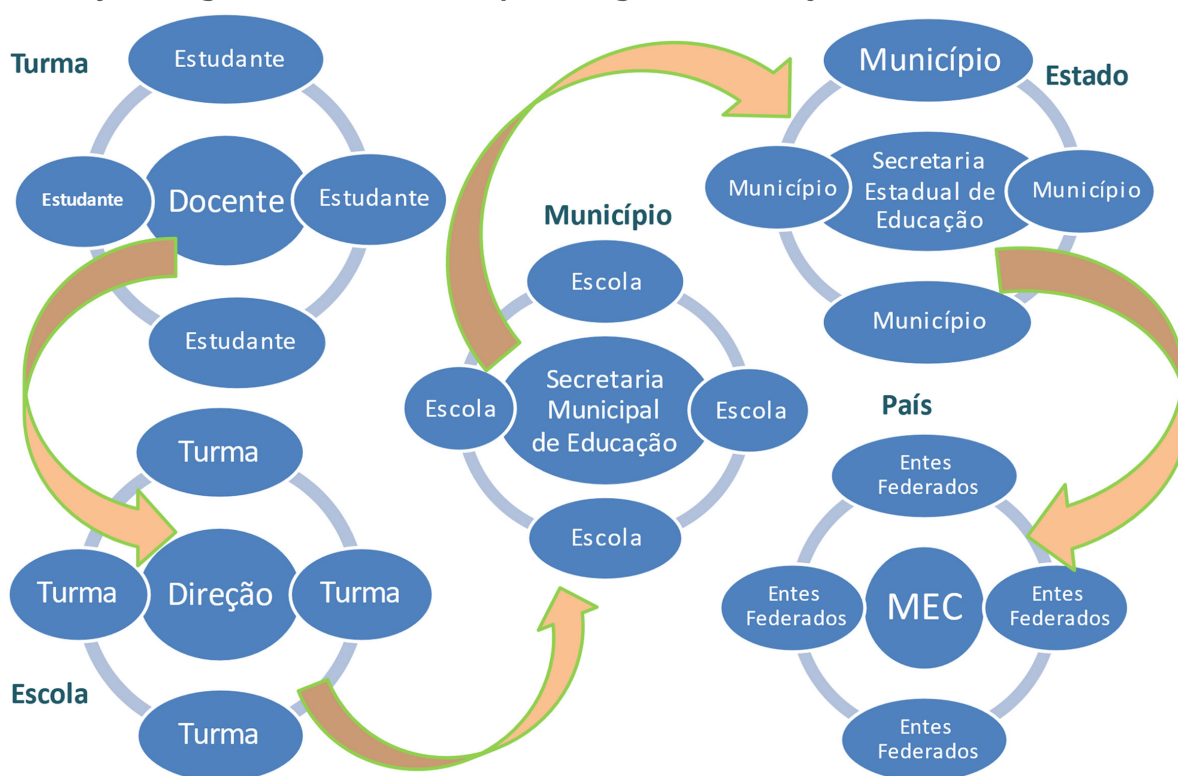 Turma
Estudante
Estudante
Docente
Estudante
Estudante
Turma
Turma
Direção
Turma
Turma
Escola
Município
Escola
Escola
Secretaria
Municipal
de Educação
Escola
Escola
Estado
Município
Município
Secretaria
Estadual de
Educação
Município
Município
País
Entes
Federados
Entes
Federados
MEC
Entes
Federados
Entes
Federados